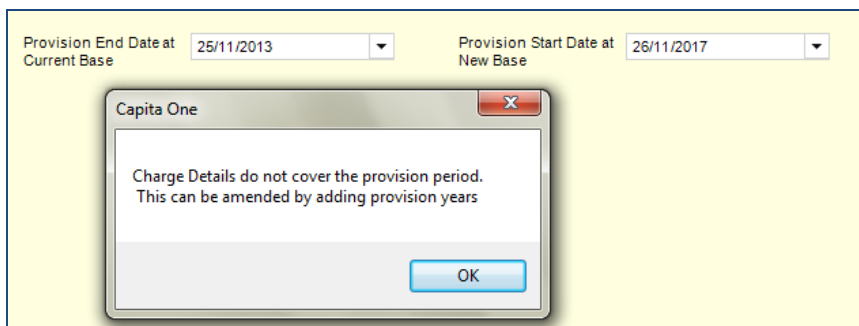 Provision End Date at
Current Base
25/11/2013
Provision Start Date at
New Base
26/11/2017
Capita One
Charge Details do not cover the provision period.
This can be amended by adding provision years
OK